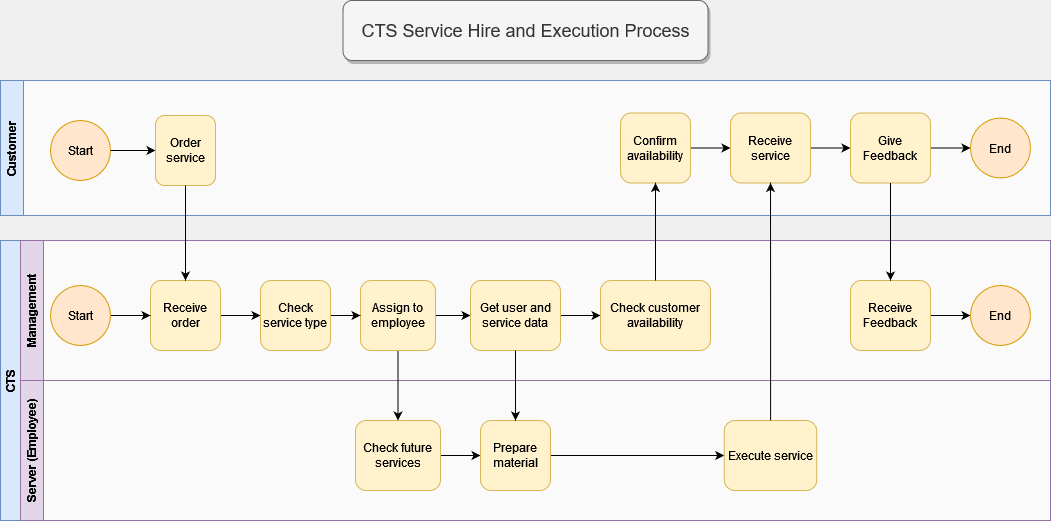 CTS Service Hire and Execution Process
Customer
Start
Order
service
Confirm
availability
Receive
service
Give
Feedback
End
CTS
Management
Start
Receive
order
Check
service type
Assign to
employee
Get user and
service data
Check customer
availability
Receive
Feedback
End
Server (Employee)
Check future
services
Prepare
material
Execute service